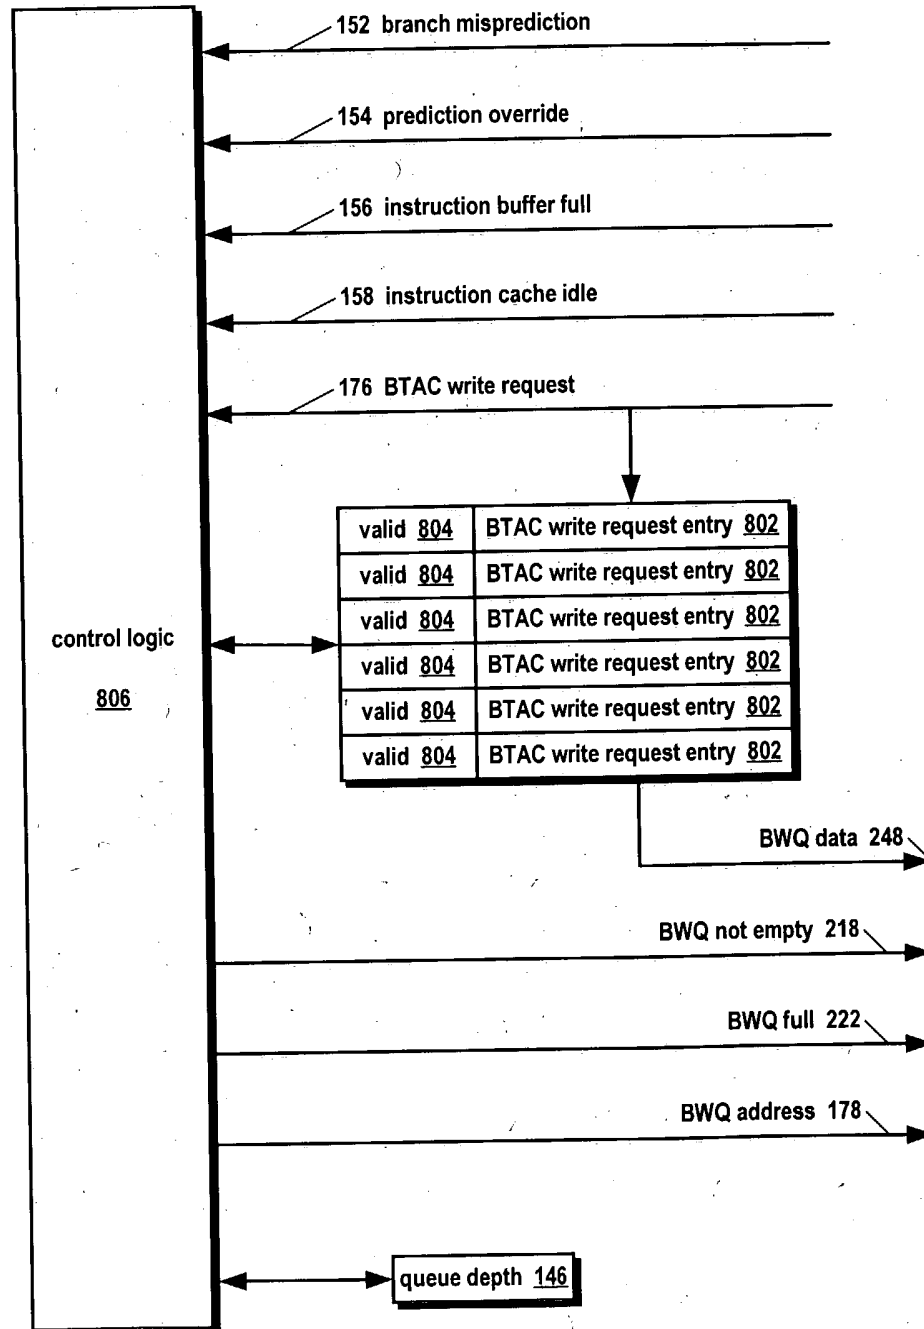 152 branch misprediction
154 prediction override
156 instruction buffer full
158 instruction cache idle
176 BTAC write request
valid 804 BTAC write request entry 802
valid 804 BTAC write request entry 802
valid 804 BTAC write request entry 802
valid 804 BTAC write request entry 802
valid 804 BTAC write request entry 802
valid 804 BTAC write request entry 802
control logic
806
BWQ data 248
BWQ not empty 218
BWQ full 222
BWQ address 178
queue depth 146